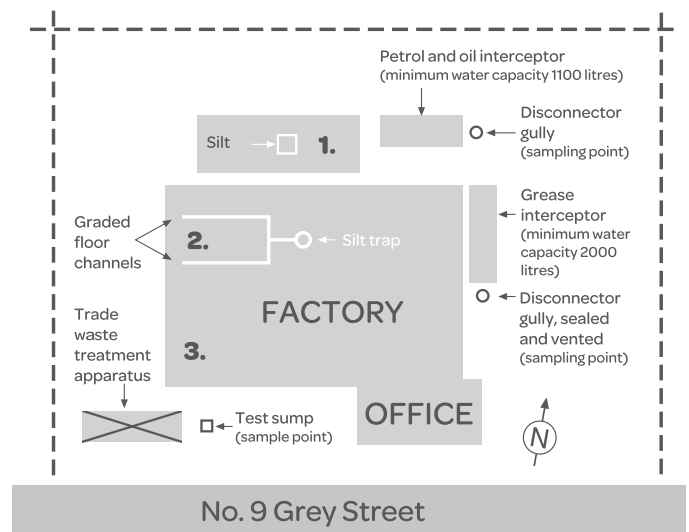 Petrol and oil interceptor
(minimum water capacity 1100 litres)
Disconnector
gully
(sampling point)
Silt
1.
Grease
interceptor
(minimum water
capacity 2000
litres)
Graded
floor
channels
2.
Silt trap
Disconnector
gully, sealed
and vented
(sampling point)
FACTORY
Trade
waste
treatment
apparatus
3.
Test sump
(sample point)
OFFICE
N
No. 9 Grey Street